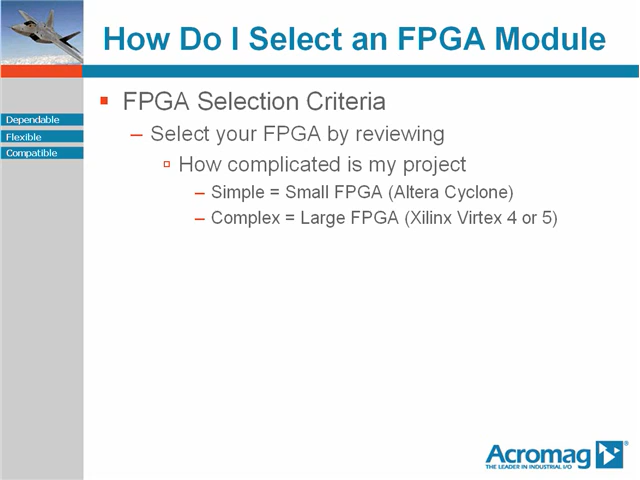 How Do I Select an FPGA Module
Dependable
Flexible
Compatible
▪ FPGA Selection Criteria
– Select your FPGA by reviewing
▫ How complicated is my project
– Simple = Small FPGA (Altera Cyclone)
– Complex = Large FPGA (Xilinx Virtex 4 or 5)
Acromag ®
THE LEADER IN INDUSTRIAL I/O